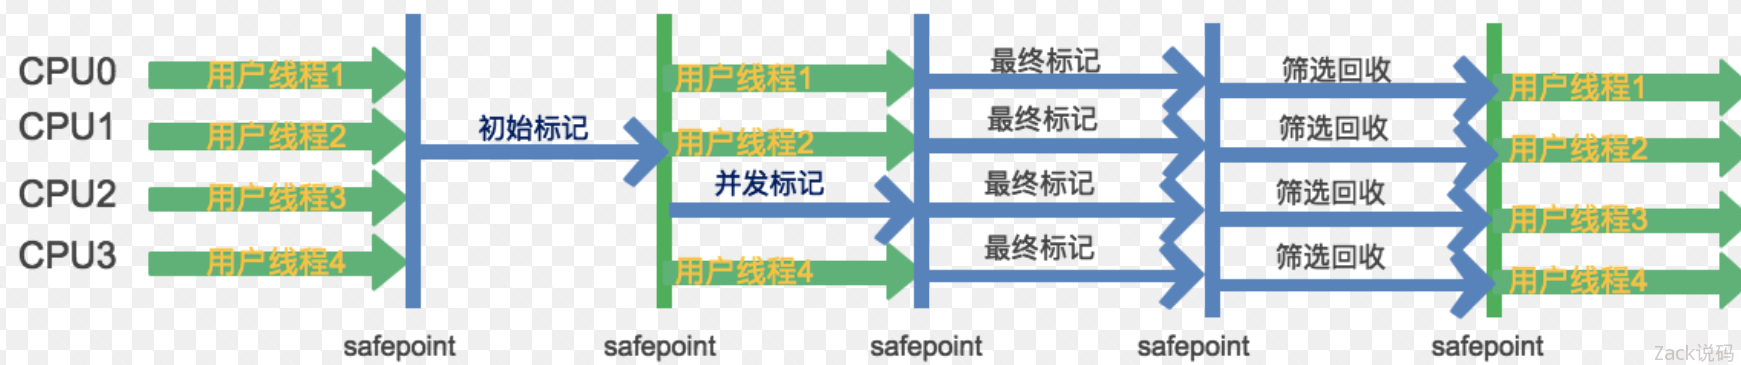 CPU0 用户线程1 用户线程1 最终标记 筛选回收 用户线程1
CPU1 用户线程2 初始标记 用户线程2 最终标记 筛选回收 用户线程2
CPU2 用户线程3 并发标记 最终标记 筛选回收 用户线程3
CPU3 用户线程4 用户线程4 最终标记 筛选回收 用户线程4
safepoint safepoint safepoint safepoint safepoint
Zack说码